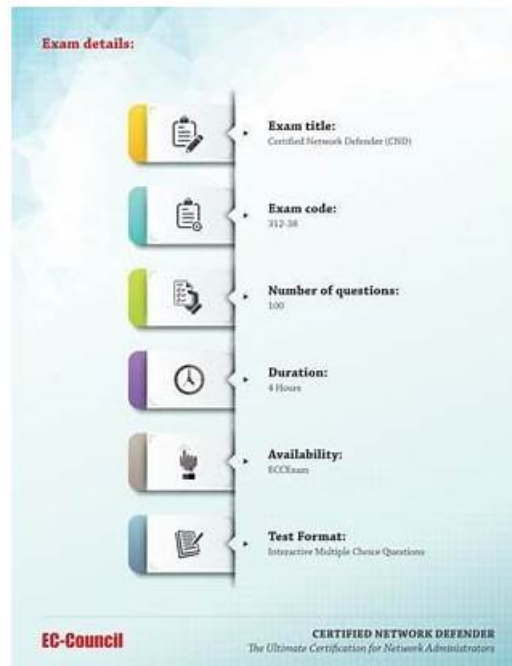 Exam details:
Exam title:
Certified Network Defender (CND)
Exam code:
312-38
Number of questions:
100
Duration:
4 Hours
Availability:
ECCExam
Test Format:
Interactive Multiple Choice Questions
EC-Council
CERTIFIED NETWORK DEFENDER
The Ultimate Certification for Network Administrators